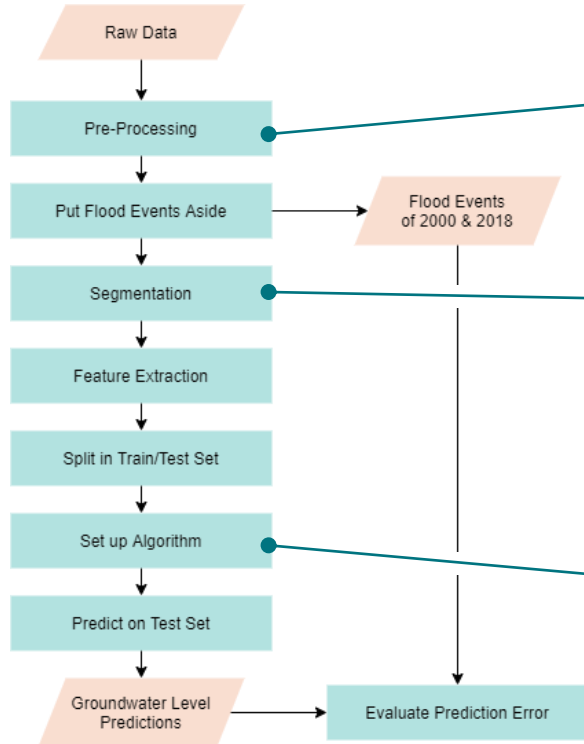 Raw Data
Pre-Processing
Put Flood Events Aside
Flood Events
of 2000 & 2018
Segmentation
Feature Extraction
Split in Train/Test Set
Set up Algorithm
Predict on Test Set
Groundwater Level
Predictions
Evaluate Prediction Error